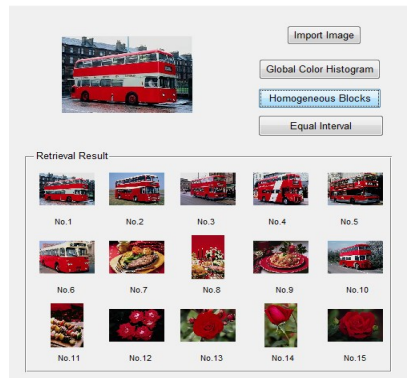 Import Image
Global Color Histogram
Homogeneous Blocks
Equal Interval
Retrieval Result
No.1 No.2 No.3 No.4 No.5
No.6 No.7 No.8 No.9 No.10
No.11 No.12 No.13 No.14 No.15